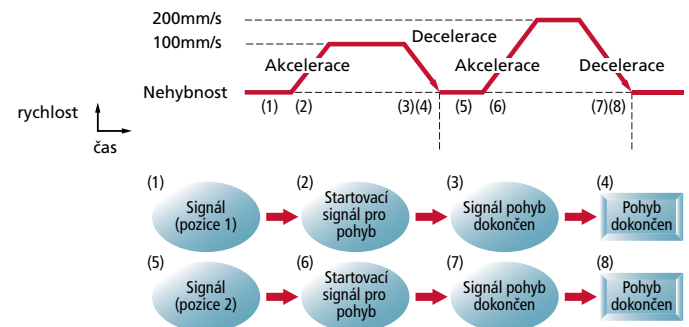 200mm/s
100mm/s
Decelerace
Akcelerace
Akcelerace
Decelerace
Nehybnost
(1) (2) (3)(4) (5) (6) (7)(8)
rychlost
čas
(1) (2) (3) (4)
Signál
(pozice 1)
Startovací
signál pro
pohyb
Signál pohyb
dokončen
Pohyb
dokončen
(5) (6) (7) (8)
Signál
(pozice 2)
Startovací
signál pro
pohyb
Signál pohyb
dokončen
Pohyb
dokončen